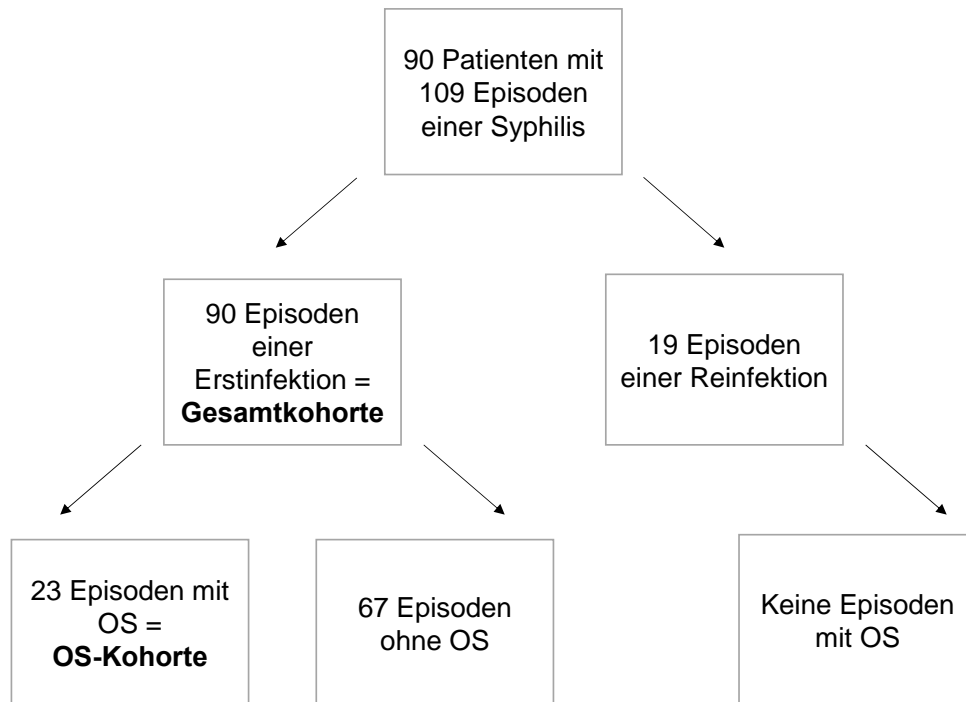 90 Patienten mit
109 Episoden
einer Syphilis
90 Episoden
einer
Erstinfektion =
Gesamtkohorte
19 Episoden
einer Reinfektion
23 Episoden mit
OS =
OS-Kohorte
67 Episoden
ohne OS
Keine Episoden
mit OS